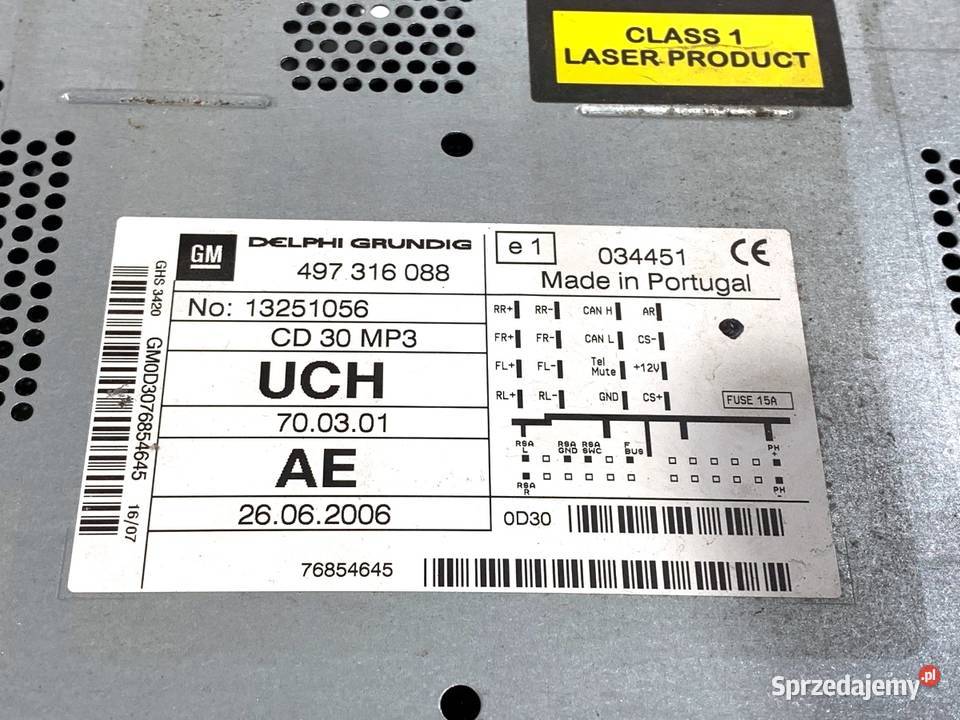 CLASS 1
LASER PRODUCT
GM
DELPHI GRUNDIG
497 316 088
No: 13251056
CD 30 MP3
UCH
70.03.01
AE
26.06.2006
76854645
GHS 3420
GM0D3076854645
16/07
e 1
034451
CE
Made in Portugal
RR+ RR- CAN H AR
FR+ FR- CAN L CS-
FL+ FL- Tel Mute +12V
RL+ RL- GND CS+
FUSE 15A
RSA L RSA GND RSA SWC F BUS PH +
RSA R PH -
0D30
Sprzedajemy.pl